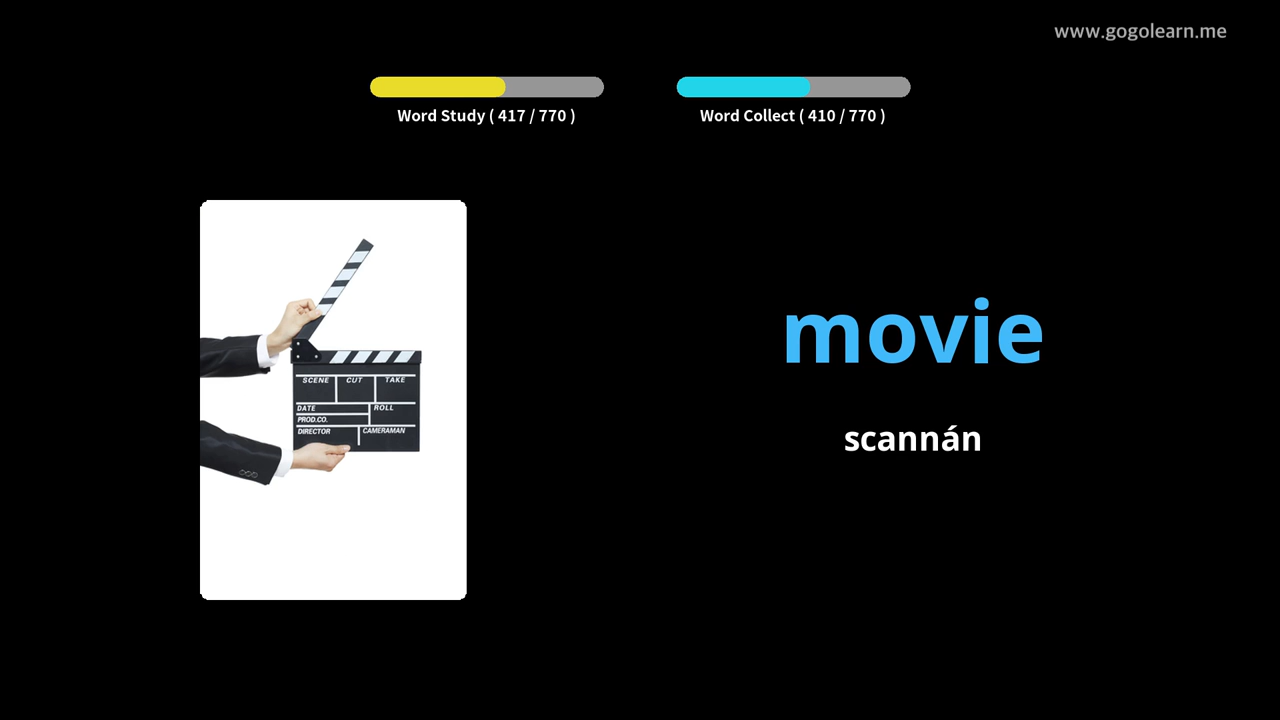 www.gogolearn.me
Word Study ( 417 / 770 )
Word Collect ( 410 / 770 )
SCENE CUT TAKE
DATE ROLL
PROD.CO.
DIRECTOR CAMERAMAN
movie
scannán